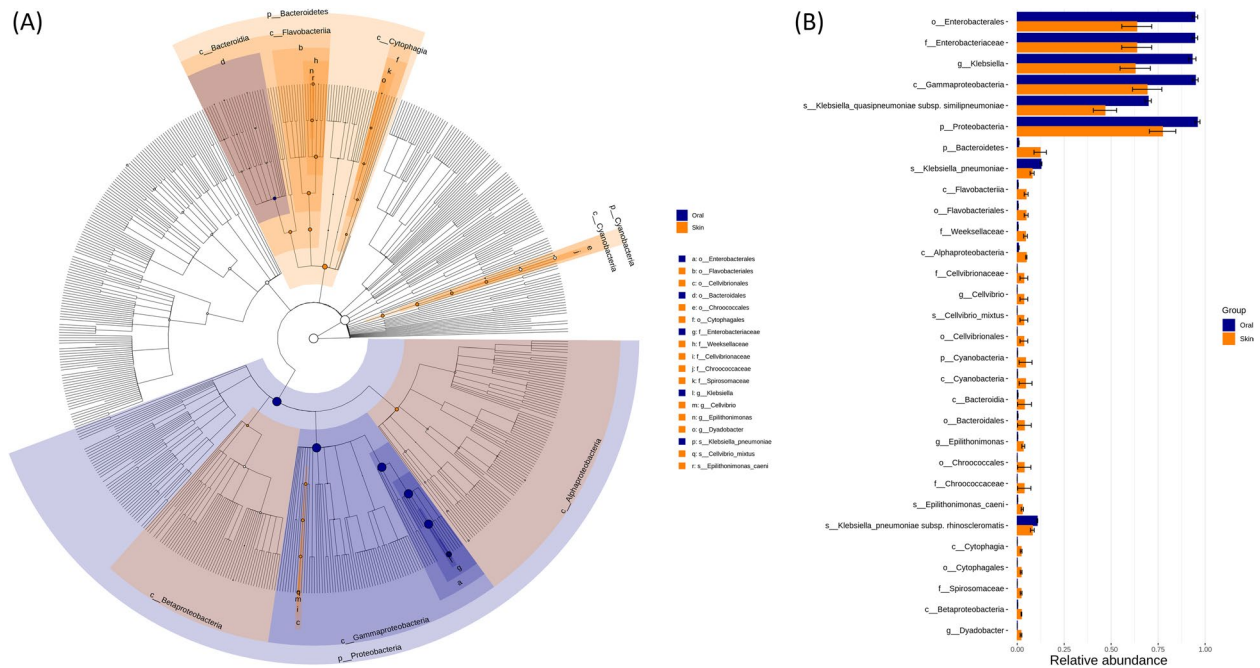 (A)
p__Bacteroidetes
c__Flavobacteriia
c__Bacteroidia
c__Cytophagia
b
d
h
n
r
f
k
o
p__Cyanobacteria
c__Cyanobacteria
j
e
c__Alphaproteobacteria
c__Betaproteobacteria
q
m
i
c
g
a
c__Gammaproteobacteria
p__Proteobacteria
Oral
Skin
a: o__Enterobacterales
b: o__Flavobacteriales
c: o__Cellvibrionales
d: o__Bacteroidales
e: o__Chroococcales
f: o__Cytophagales
g: f__Enterobacteriaceae
h: f__Weeksellaceae
i: f__Cellvibrionaceae
j: f__Chroococcaceae
k: f__Spirosomaceae
l: g__Klebsiella
m: g__Cellvibrio
n: g__Epilithonimonas
o: g__Dyadobacter
p: s__Klebsiella_pneumoniae
q: s__Cellvibrio_mixtus
r: s__Epilithonimonas_caeni
(B)
o__Enterobacterales
f__Enterobacteriaceae
g__Klebsiella
c__Gammaproteobacteria
s__Klebsiella_quasipneumoniae subsp. similipneumoniae
p__Proteobacteria
p__Bacteroidetes
s__Klebsiella_pneumoniae
c__Flavobacteriia
o__Flavobacteriales
f__Weeksellaceae
c__Alphaproteobacteria
f__Cellvibrionaceae
g__Cellvibrio
s__Cellvibrio_mixtus
o__Cellvibrionales
p__Cyanobacteria
c__Cyanobacteria
c__Bacteroidia
o__Bacteroidales
g__Epilithonimonas
o__Chroococcales
f__Chroococcaceae
s__Epilithonimonas_caeni
s__Klebsiella_pneumoniae subsp. rhinoscleromatis
c__Cytophagia
o__Cytophagales
f__Spirosomaceae
c__Betaproteobacteria
g__Dyadobacter
0.00 0.25 0.50 0.75 1.00
Relative abundance
Group
Oral
Skin